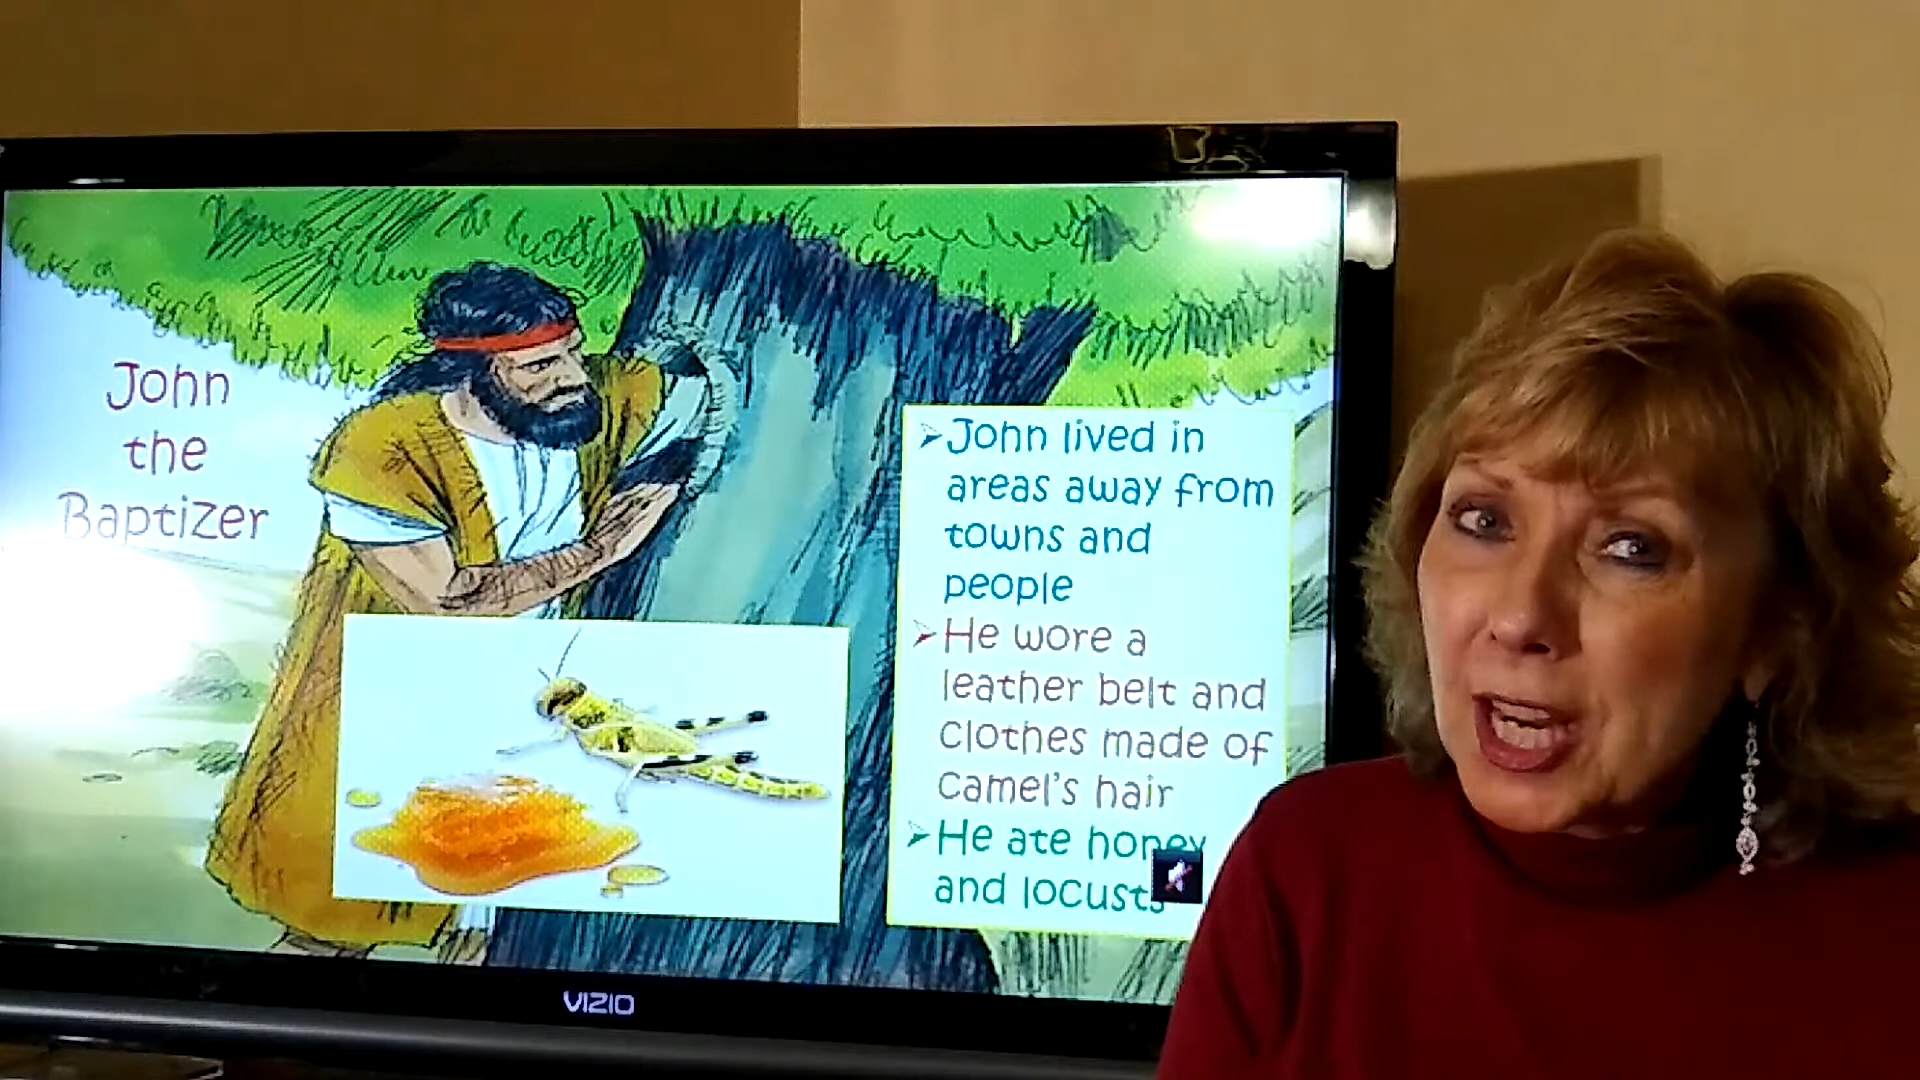 John
the
Baptizer
John lived in
areas away from
towns and
people
He wore a
leather belt and
clothes made of
camel's hair
He ate honey
and locusts
VIZIO